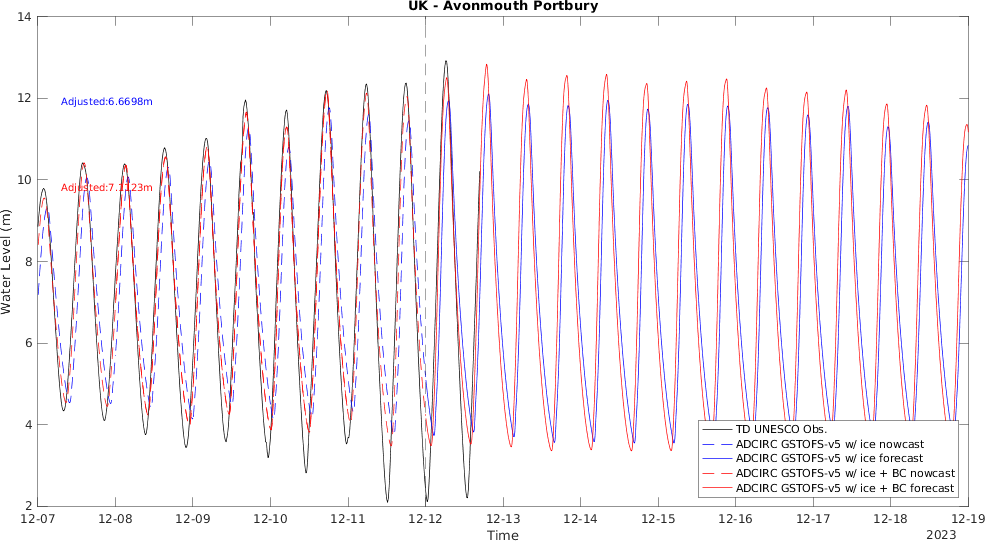 UK - Avonmouth Portbury
14
12
10
8
6
4
2
Water Level (m)
Adjusted:6.6698m
Adjusted:7.1123m
TD UNESCO Obs.
ADCIRC GSTOFS-v5 w/ ice nowcast
ADCIRC GSTOFS-v5 w/ ice forecast
ADCIRC GSTOFS-v5 w/ ice + BC nowcast
ADCIRC GSTOFS-v5 w/ ice + BC forecast
12-07 12-08 12-09 12-10 12-11 12-12 12-13 12-14 12-15 12-16 12-17 12-18 12-19
Time
2023